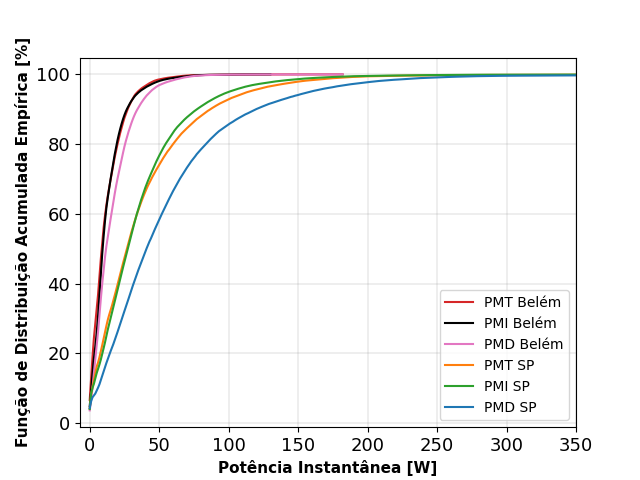 Função de Distribuição Acumulada Empírica [%]
100
80
60
40
20
0
0 50 100 150 200 250 300 350
Potência Instantânea [W]
PMT Belém
PMI Belém
PMD Belém
PMT SP
PMI SP
PMD SP